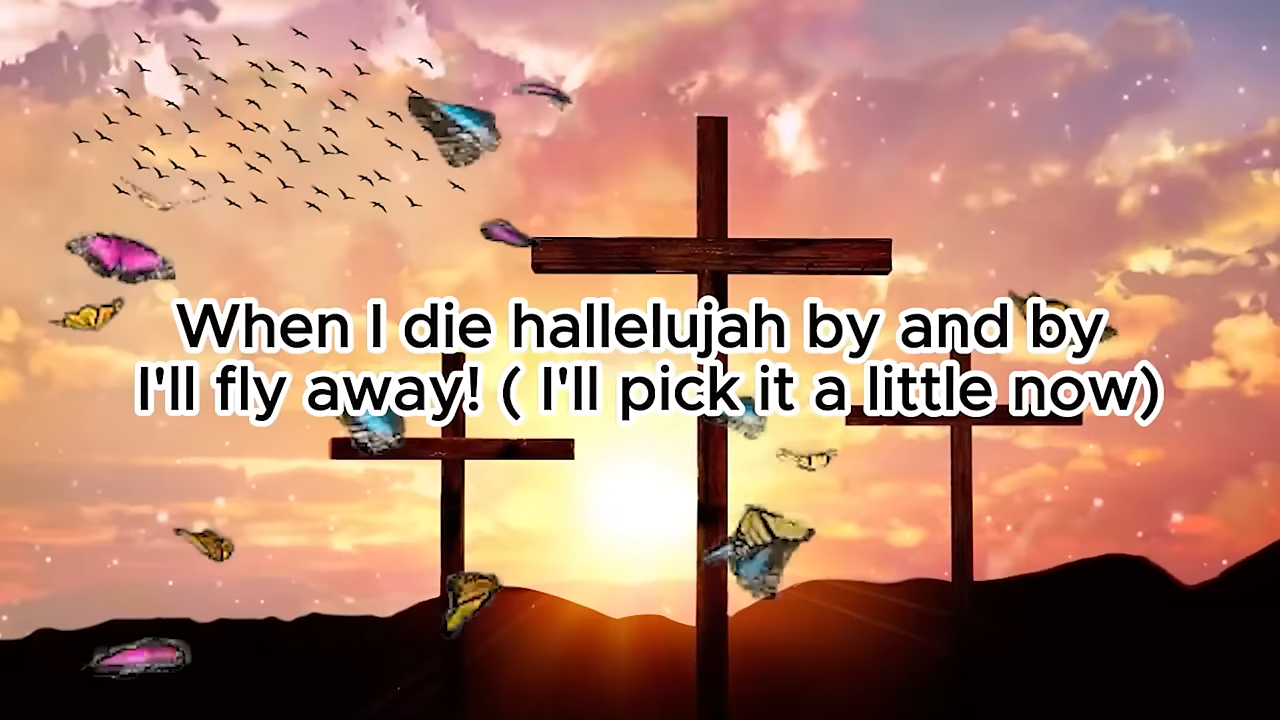 When I die hallelujah by and by
I'll fly away! ( I'll pick it a little now)